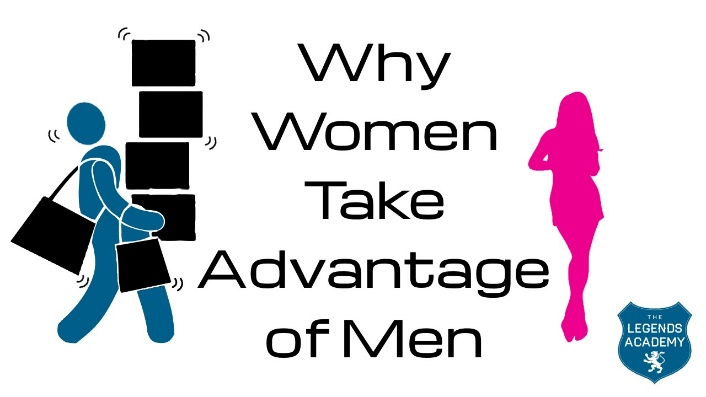 Why
Women
Take
Advantage
of Men
THE
LEGENDS
ACADEMY